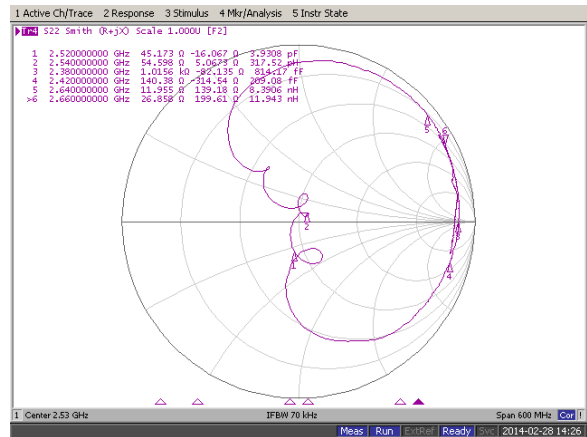 1 Active Ch/Trace 2 Response 3 Stimulus 4 Mkr/Analysis 5 Instr State
Tr4 S22 Smith (R+jX) Scale 1.000U [F2]
1 2.520000000 GHz 45.173 Ω -16.067 Ω 3.9308 pF
2 2.540000000 GHz 54.598 Ω 5.0673 Ω 317.52 pH
3 2.380000000 GHz 1.0156 kΩ -82.135 Ω 814.17 fF
4 2.420000000 GHz 140.38 Ω -314.54 Ω 209.08 fF
5 2.640000000 GHz 11.955 Ω 139.18 Ω 8.3906 nH
>6 2.660000000 GHz 26.858 Ω 199.61 Ω 11.943 nH
5
6
2
3
1
4
1 Center 2.53 GHz IFBW 70 kHz Span 600 MHz Cor !
Meas Run ExtRef Ready Svc 2014-02-28 14:26